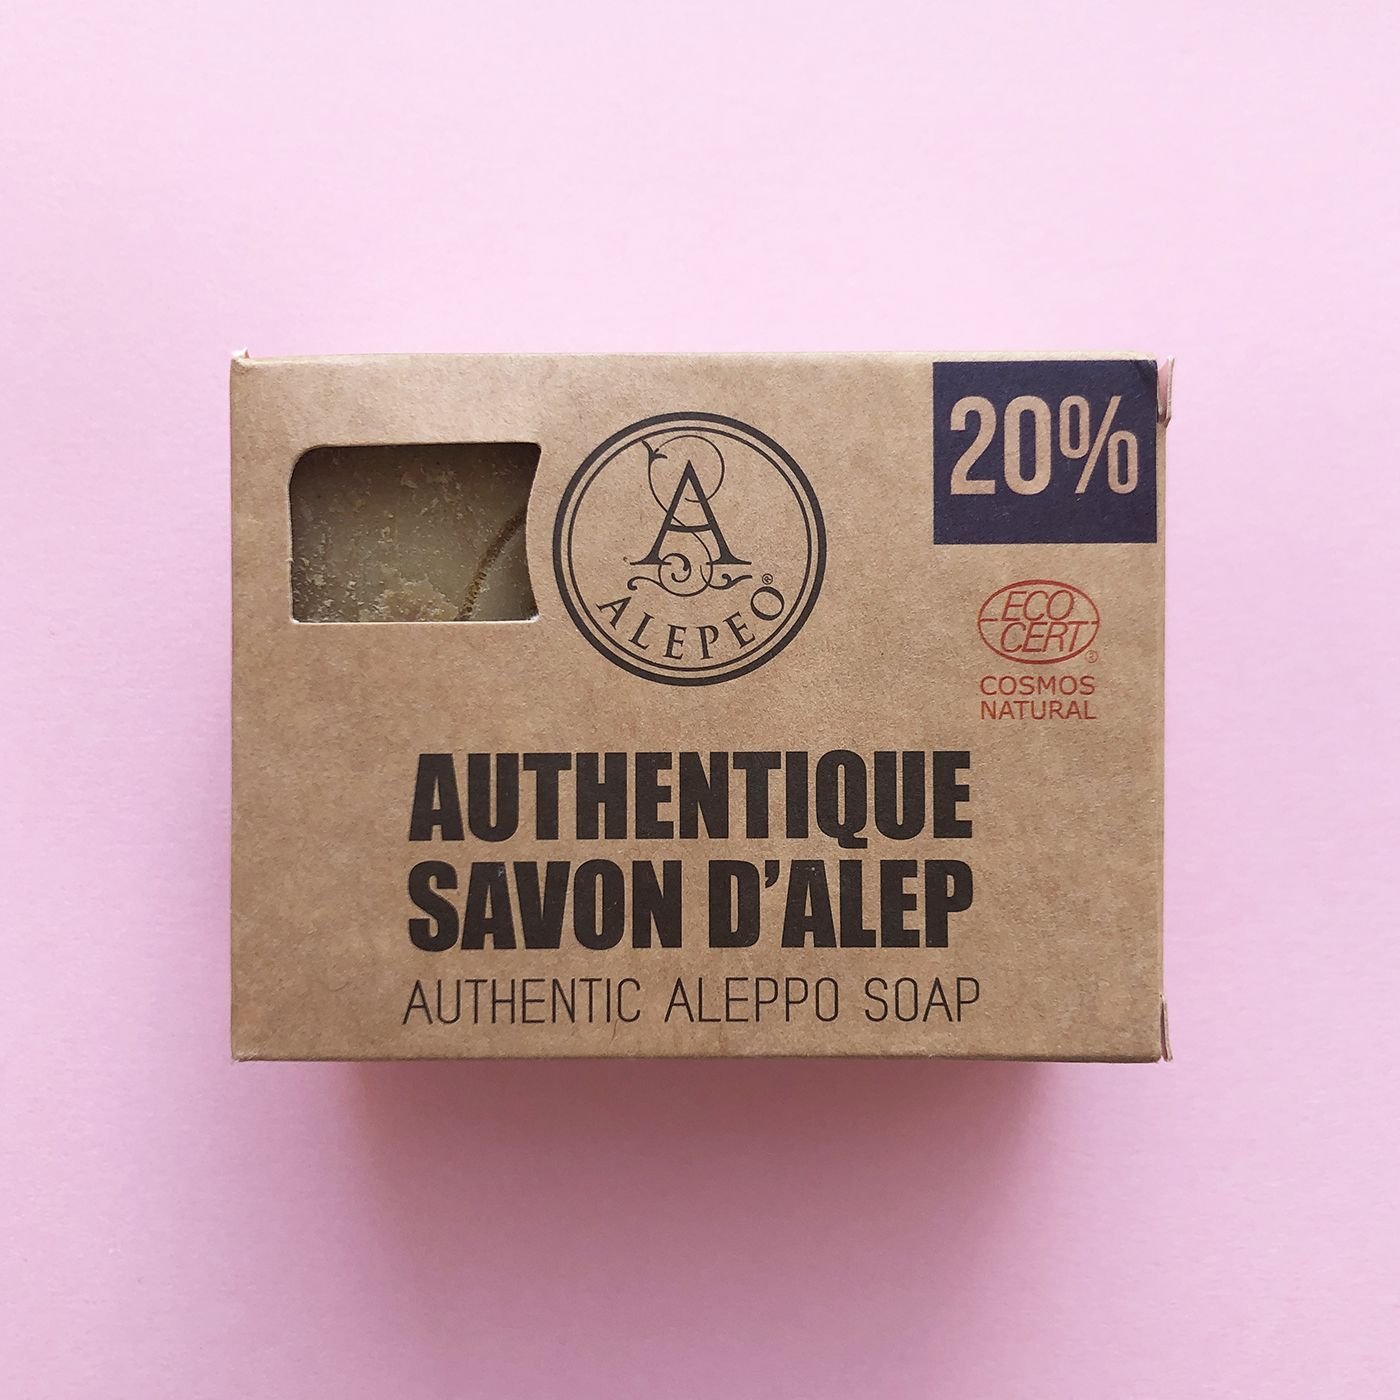 A
ALEPEO®
20%
ECO
CERT®
COSMOS
NATURAL
AUTHENTIQUE
SAVON D'ALEP
AUTHENTIC ALEPPO SOAP